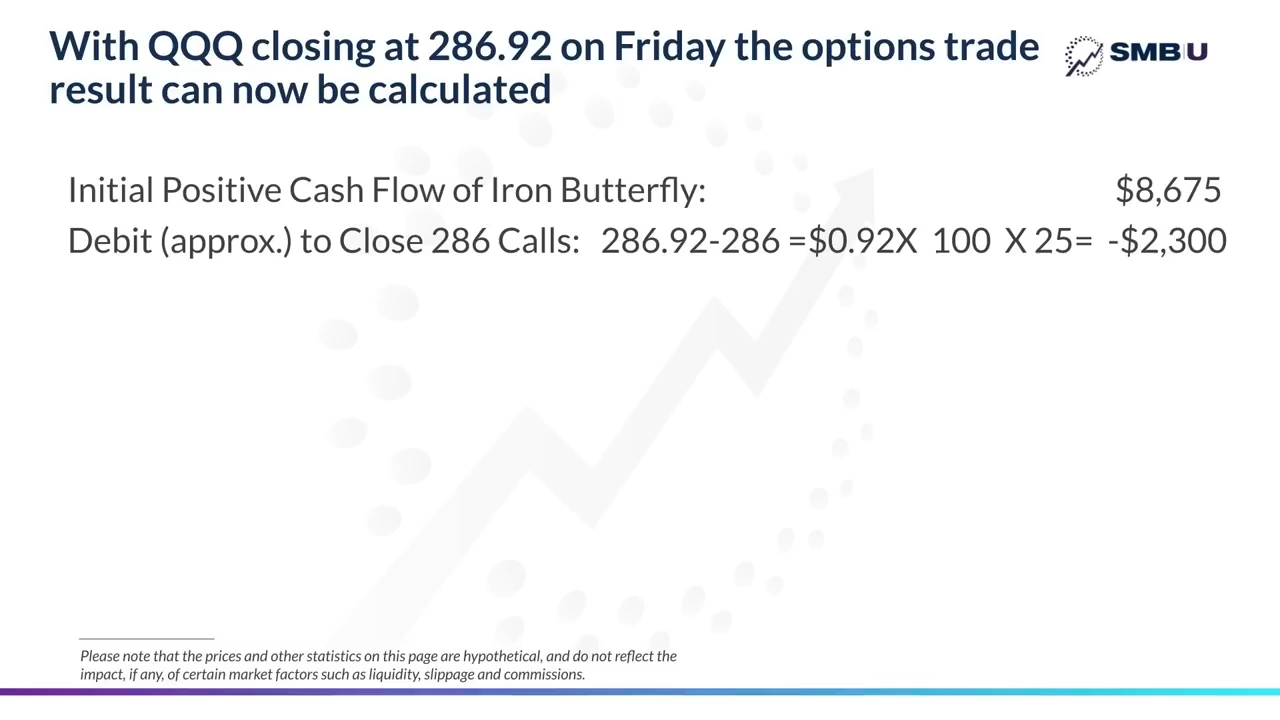 With QQQ closing at 286.92 on Friday the options trade
result can now be calculated
SMB U
Initial Positive Cash Flow of Iron Butterfly: $8,675
Debit (approx.) to Close 286 Calls: 286.92-286 =$0.92X 100 X 25= -$2,300
Please note that the prices and other statistics on this page are hypothetical, and do not reflect the
impact, if any, of certain market factors such as liquidity, slippage and commissions.